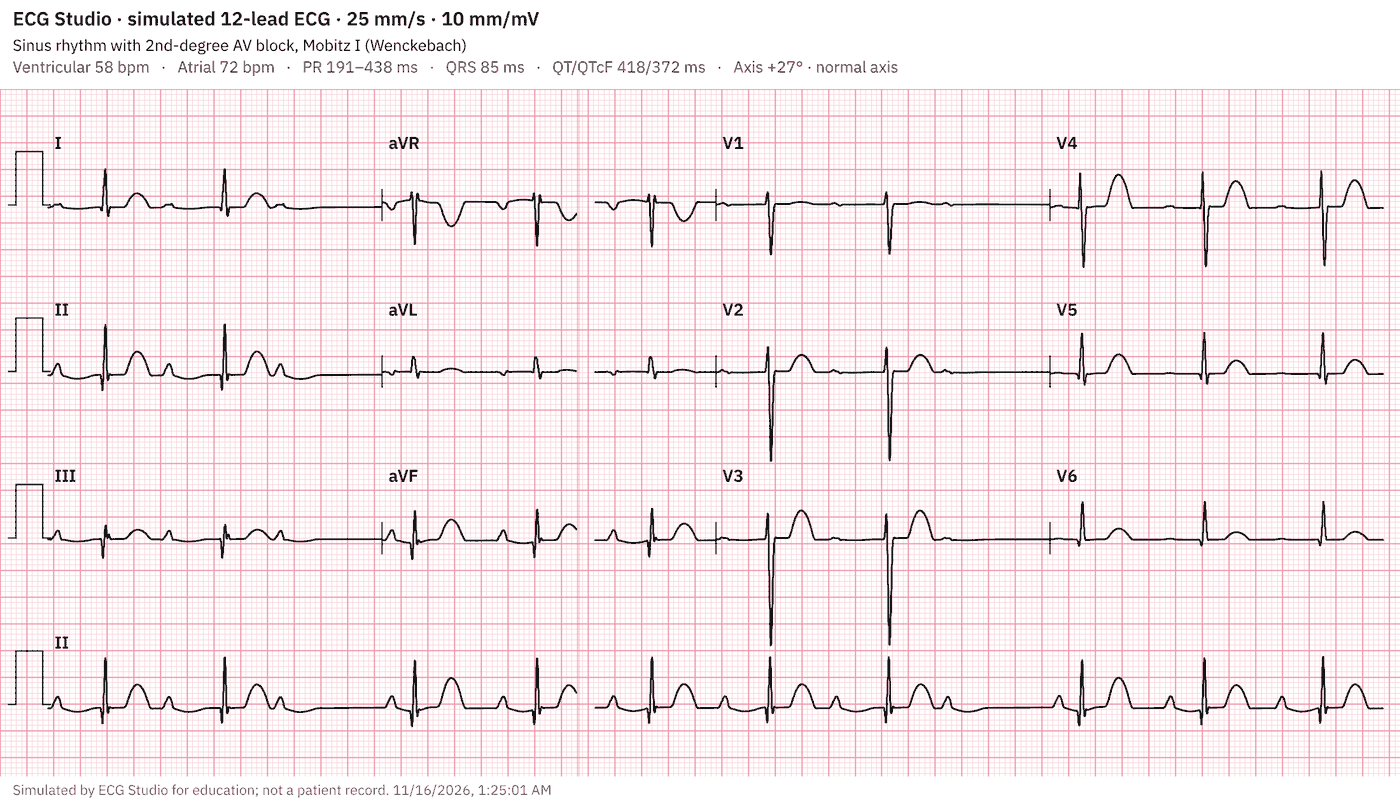 ECG Studio · simulated 12-lead ECG · 25 mm/s · 10 mm/mV
Sinus rhythm with 2nd-degree AV block, Mobitz I (Wenckebach)
Ventricular 58 bpm · Atrial 72 bpm · PR 191–438 ms · QRS 85 ms · QT/QTcF 418/372 ms · Axis +27° · normal axis
I aVR V1 V4
II aVL V2 V5
III aVF V3 V6
II
Simulated by ECG Studio for education; not a patient record. 11/16/2026, 1:25:01 AM